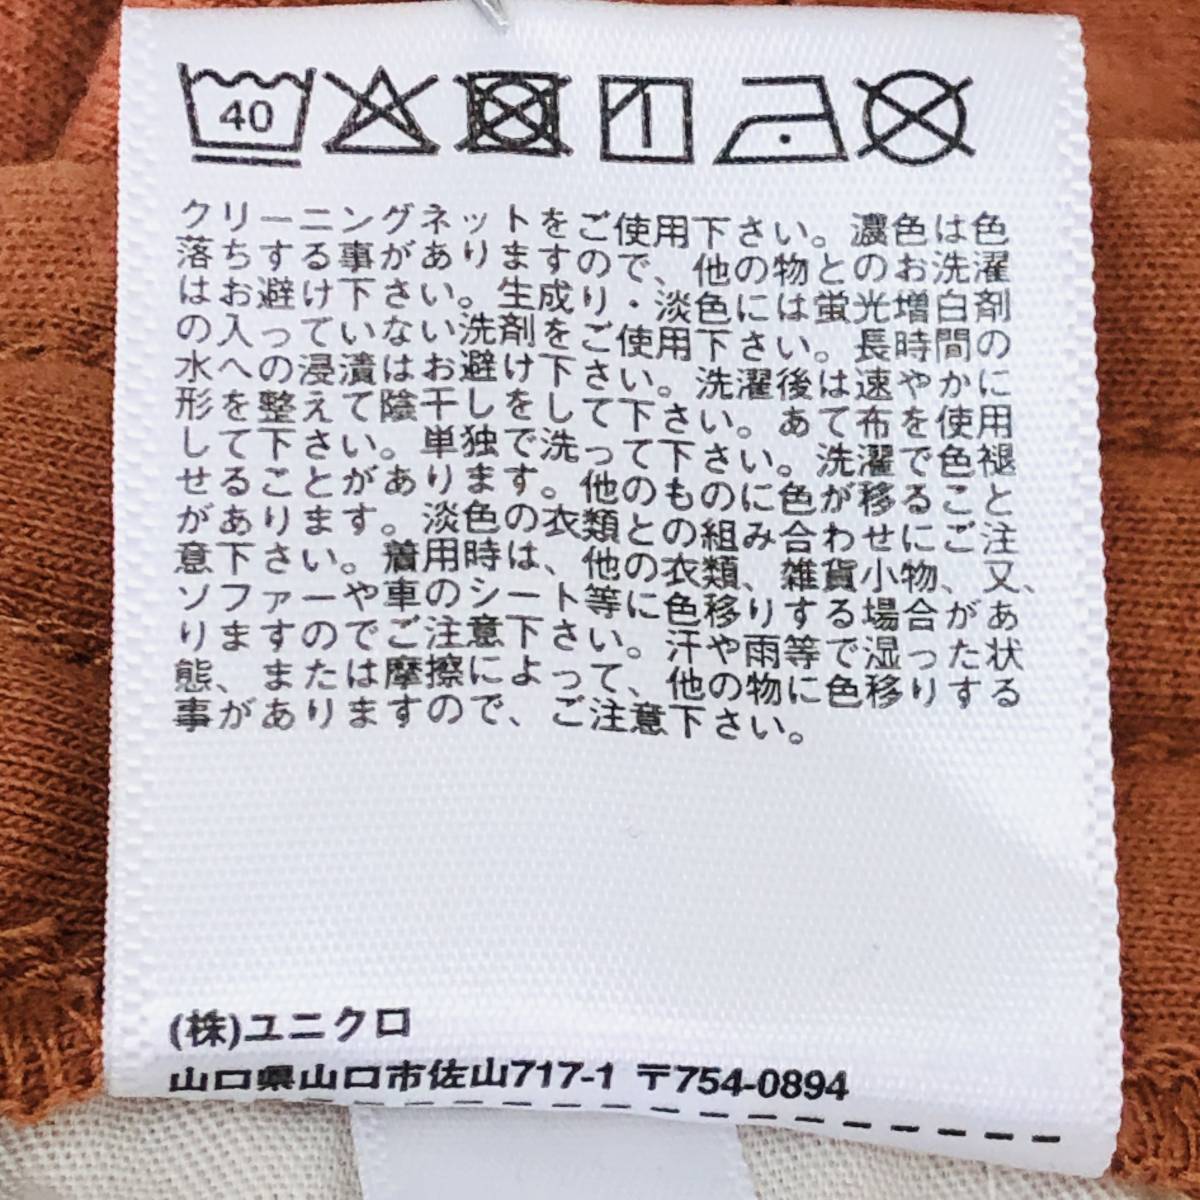 40
クリーニングネットをご使用下さい。濃色は色
落ちする事がありますので、他の物とのお洗濯
はお避け下さい。生成り・淡色には蛍光増白剤
の入っていない洗剤をご使用下さい。長時間の
水への浸漬はお避け下さい。洗濯後は速やかに
形を整えて陰干しをして下さい。あて布を使用
して下さい。単独で洗って下さい。洗濯で色褪
せることがあります。他のものに色が移ること
があります。淡色の衣類との組み合わせにご注
意下さい。着用時は、他の衣類、雑貨小物、又、
ソファーや車のシート等に色移りする場合があ
りますのでご注意下さい。汗や雨等で湿った状
態、または摩擦によって、他の物に色移りする
事がありますので、ご注意下さい。
(株)ユニクロ
山口県山口市佐山717-1 〒754-0894